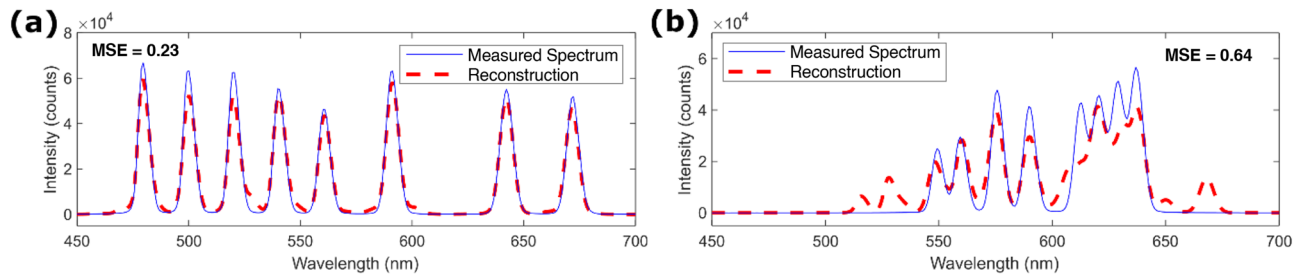 (a)
×10⁴
8
6
4
2
0
Intensity (counts)
MSE = 0.23
Measured Spectrum
Reconstruction
450 500 550 600 650 700
Wavelength (nm)
(b)
×10⁴
6
4
2
0
Intensity (counts)
Measured Spectrum
Reconstruction
MSE = 0.64
450 500 550 600 650 700
Wavelength (nm)